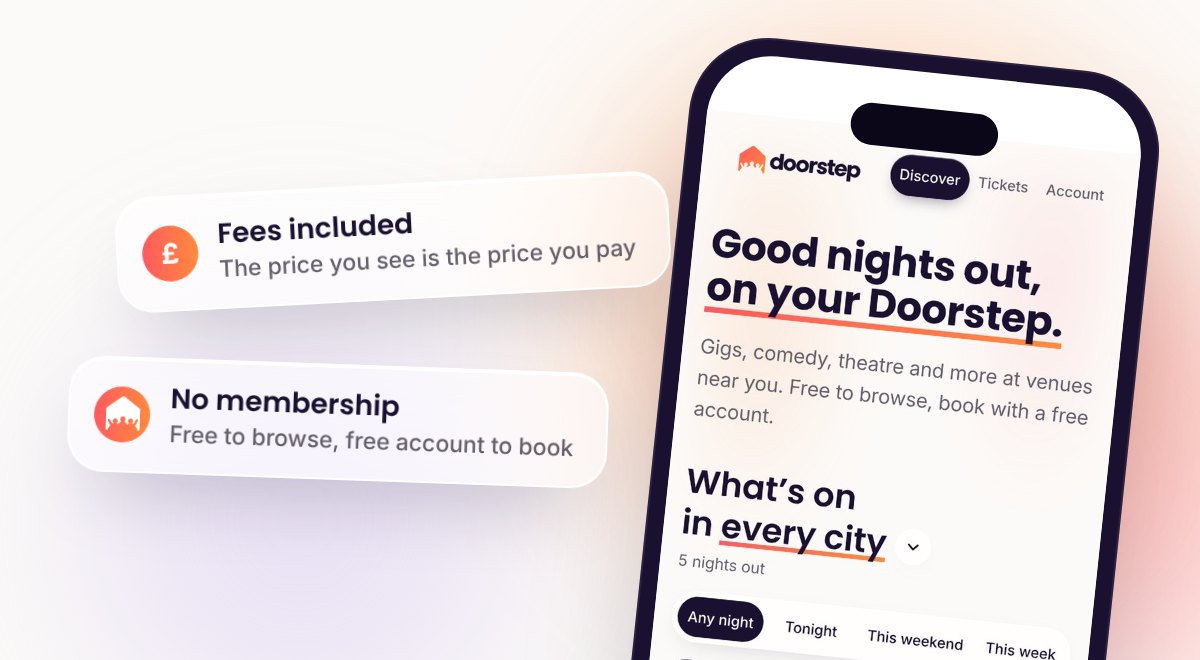 Fees included
The price you see is the price you pay
No membership
Free to browse, free account to book
doorstep
Discover
Tickets
Account
Good nights out,
on your Doorstep.
Gigs, comedy, theatre and more at venues
near you. Free to browse, book with a free
account.
What’s on
in every city
5 nights out
Any night
Tonight
This weekend
This week
£